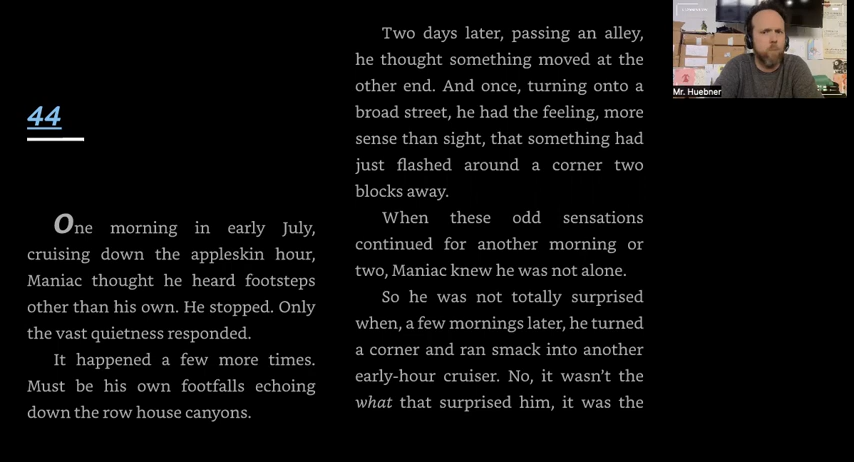 44
One morning in early July,
cruising down the appleskin hour,
Maniac thought he heard footsteps
other than his own. He stopped. Only
the vast quietness responded.
It happened a few more times.
Must be his own footfalls echoing
down the row house canyons.
Two days later, passing an alley,
he thought something moved at the
other end. And once, turning onto a
broad street, he had the feeling, more
sense than sight, that something had
just flashed around a corner two
blocks away.
When these odd sensations
continued for another morning or
two, Maniac knew he was not alone.
So he was not totally surprised
when, a few mornings later, he turned
a corner and ran smack into another
early-hour cruiser. No, it wasn’t the
what that surprised him, it was the
Mr. Huebner